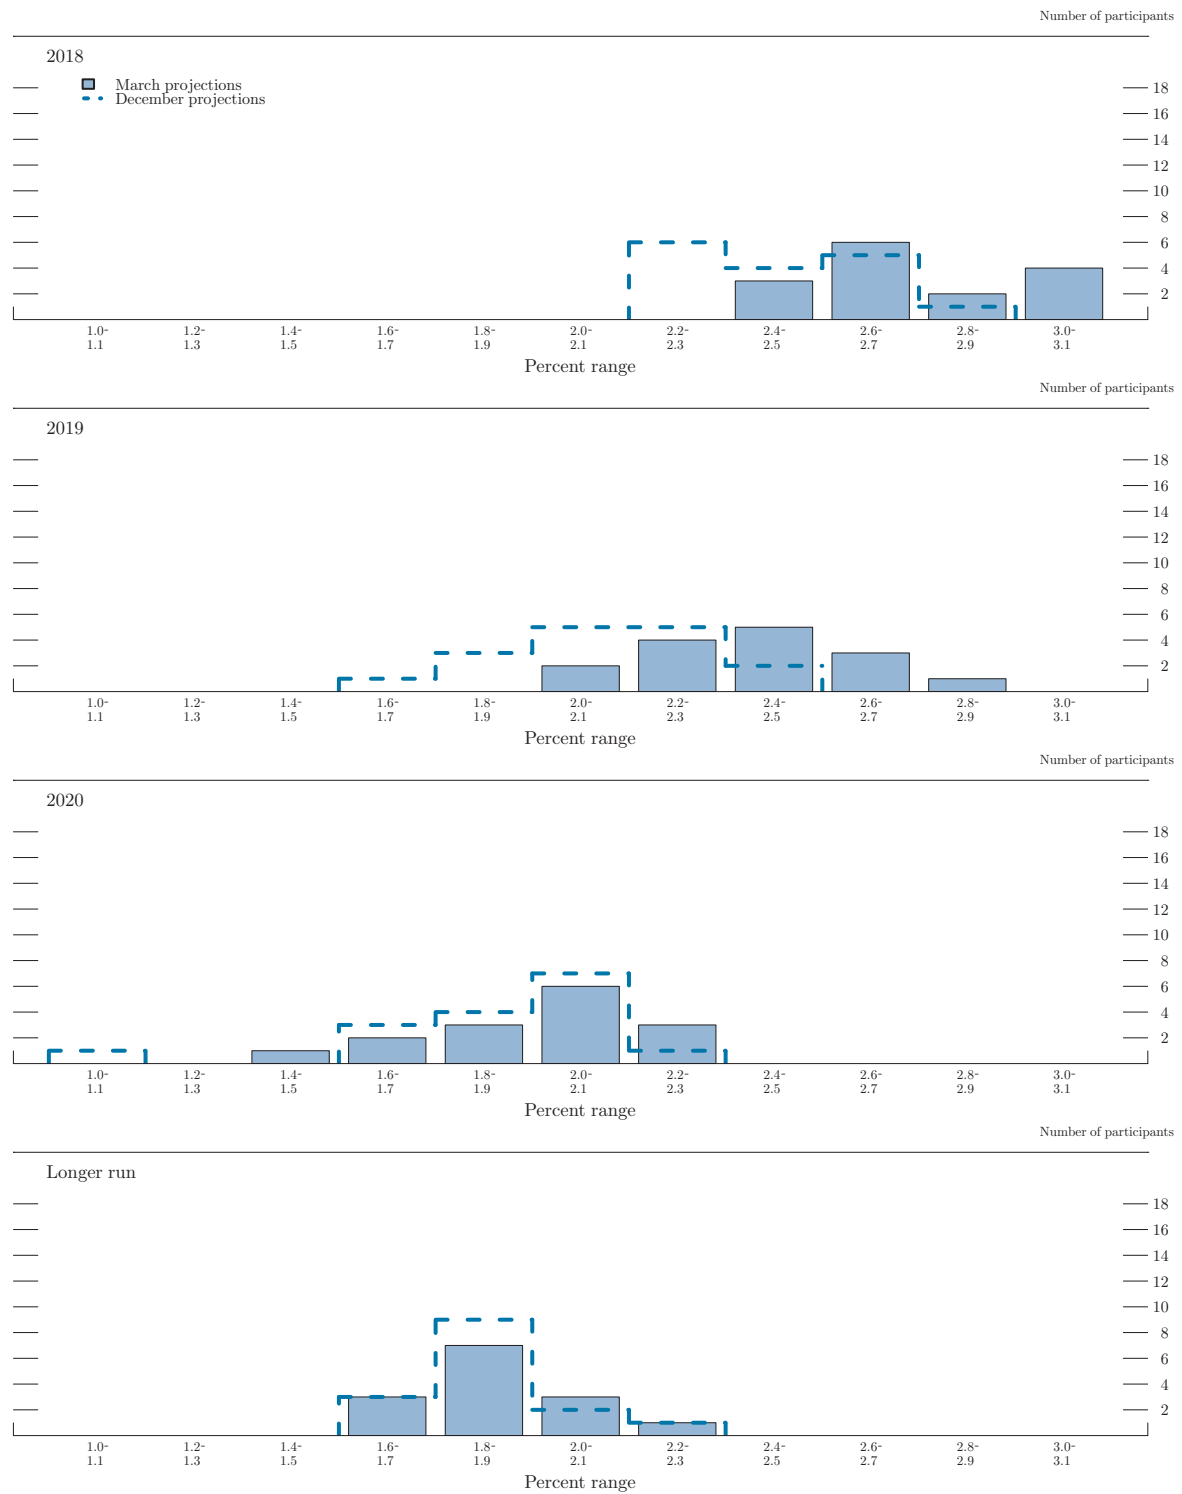 Number of participants
2018
March projections
December projections
18
16
14
12
10
8
6
4
2
1.0- 1.2- 1.4- 1.6- 1.8- 2.0- 2.2- 2.4- 2.6- 2.8- 3.0-
1.1 1.3 1.5 1.7 1.9 2.1 2.3 2.5 2.7 2.9 3.1
Percent range
Number of participants
2019
18
16
14
12
10
8
6
4
2
1.0- 1.2- 1.4- 1.6- 1.8- 2.0- 2.2- 2.4- 2.6- 2.8- 3.0-
1.1 1.3 1.5 1.7 1.9 2.1 2.3 2.5 2.7 2.9 3.1
Percent range
Number of participants
2020
18
16
14
12
10
8
6
4
2
1.0- 1.2- 1.4- 1.6- 1.8- 2.0- 2.2- 2.4- 2.6- 2.8- 3.0-
1.1 1.3 1.5 1.7 1.9 2.1 2.3 2.5 2.7 2.9 3.1
Percent range
Number of participants
Longer run
18
16
14
12
10
8
6
4
2
1.0- 1.2- 1.4- 1.6- 1.8- 2.0- 2.2- 2.4- 2.6- 2.8- 3.0-
1.1 1.3 1.5 1.7 1.9 2.1 2.3 2.5 2.7 2.9 3.1
Percent range